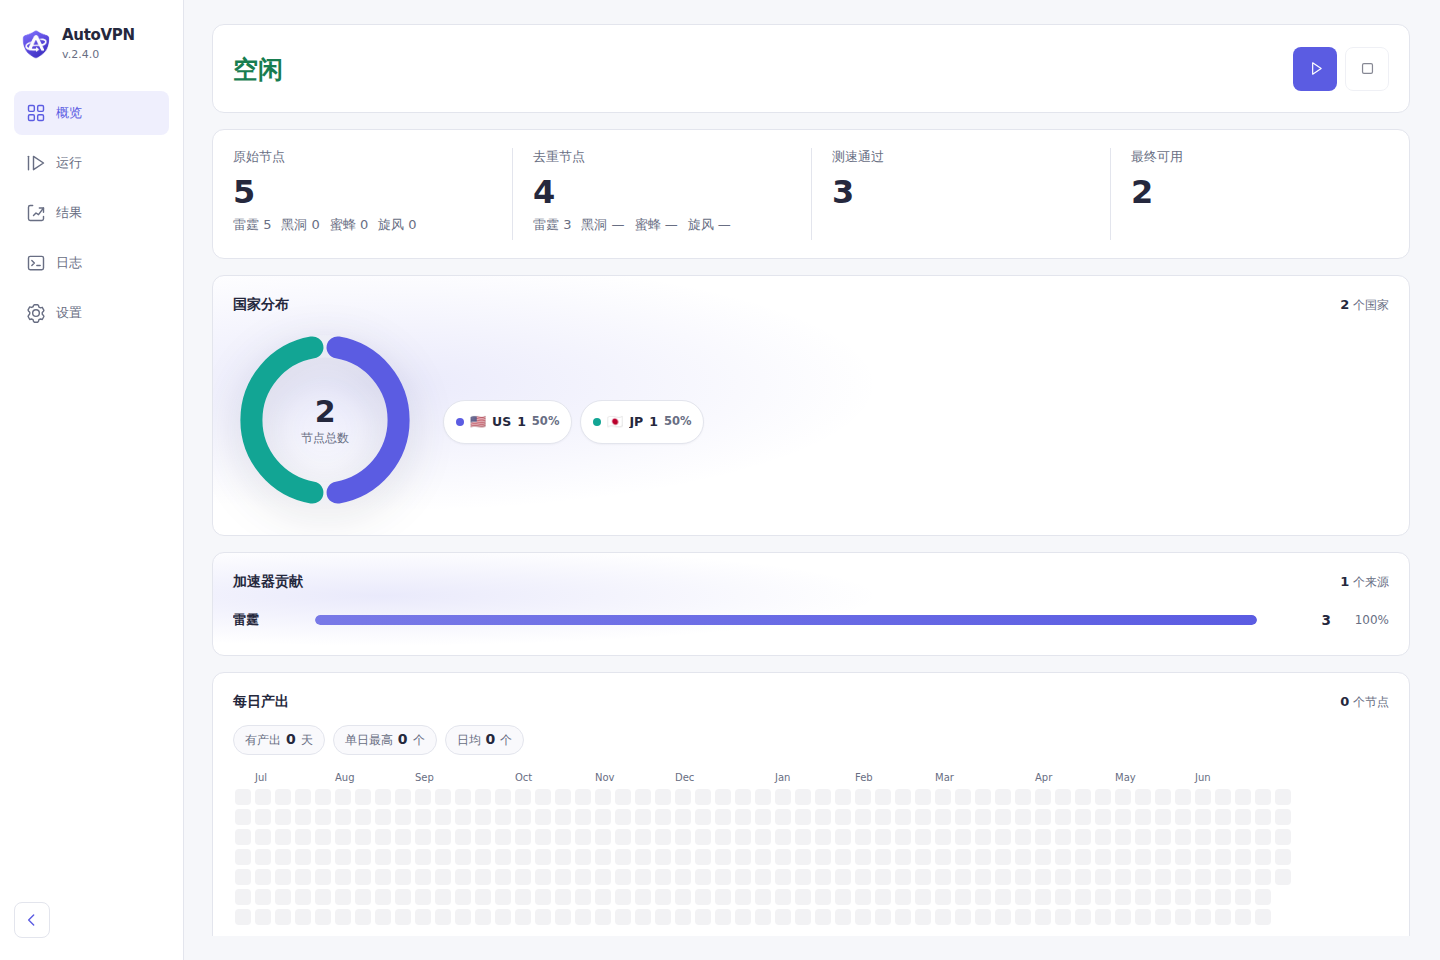 AutoVPN
v.2.4.0
概览
运行
结果
日志
设置
空闲
原始节点
5
雷霆 5 黑洞 0 蜜蜂 0 旋风 0
去重节点
4
雷霆 3 黑洞 — 蜜蜂 — 旋风 —
测速通过
3
最终可用
2
国家分布
2 个国家
2
节点总数
US 1 50%
JP 1 50%
加速器贡献
1 个来源
雷霆
3 100%
每日产出
0 个节点
有产出 0 天
单日最高 0 个
日均 0 个
Jul Aug Sep Oct Nov Dec Jan Feb Mar Apr May Jun